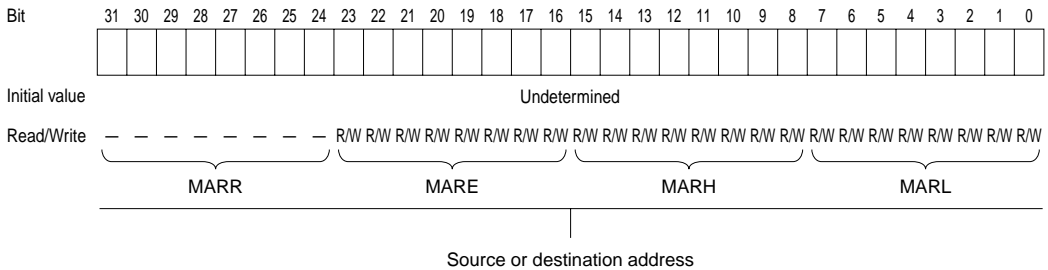 Bit 31 30 29 28 27 26 25 24 23 22 21 20 19 18 17 16 15 14 13 12 11 10 9 8 7 6 5 4 3 2 1 0
Initial value Undetermined
Read/Write — — — — — — — — R/W R/W R/W R/W R/W R/W R/W R/W R/W R/W R/W R/W R/W R/W R/W R/W R/W R/W R/W R/W R/W R/W R/W R/W
MARR MARE MARH MARL
Source or destination address